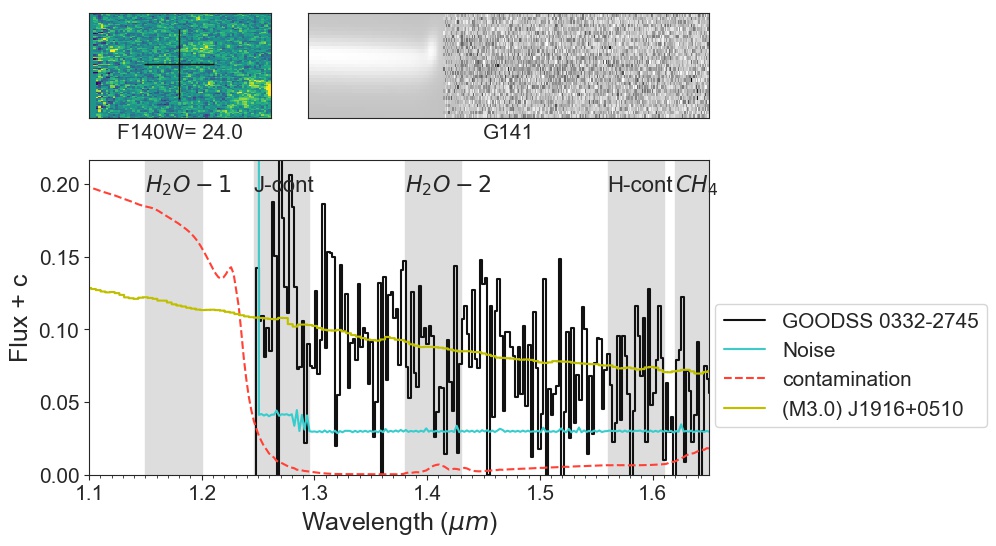 F140W= 24.0
G141
H₂O − 1
J-cont
H₂O − 2
H-cont
CH₄
Flux + c
0.20
0.15
0.10
0.05
0.00
1.1
1.2
1.3
1.4
1.5
1.6
Wavelength (μm)
GOODSS 0332-2745
Noise
contamination
(M3.0) J1916+0510